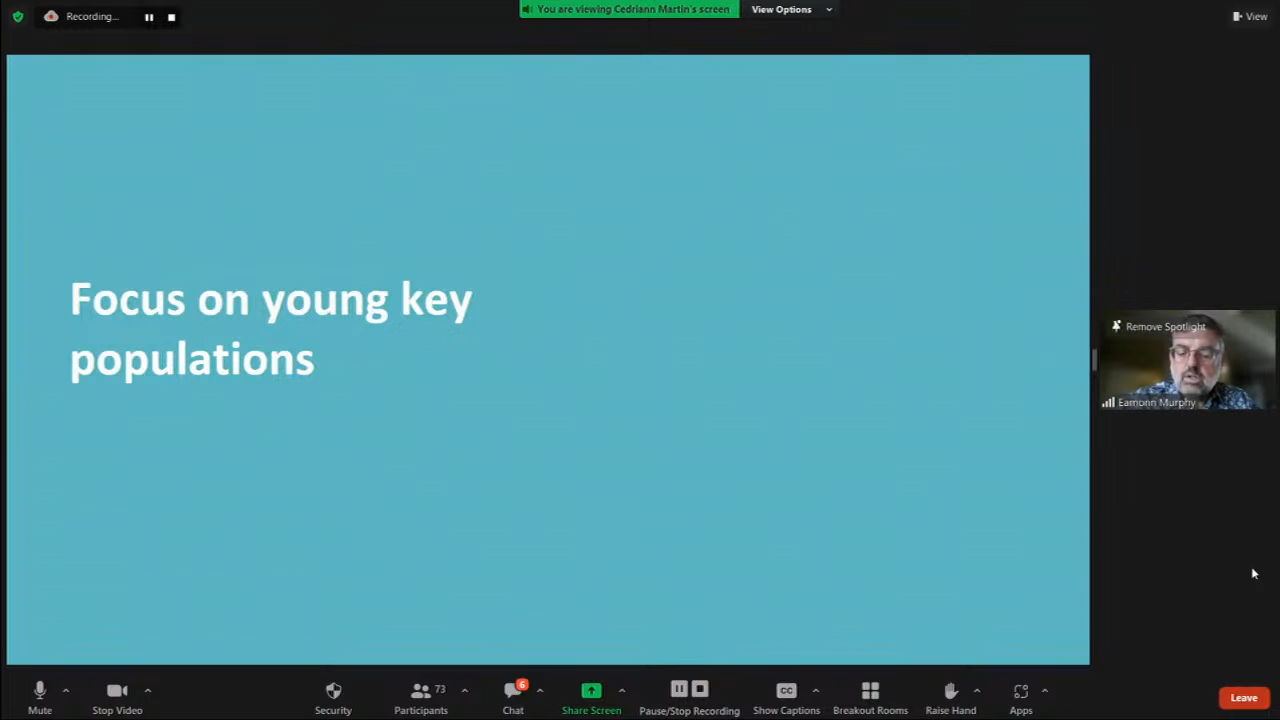 Recording...
You are viewing Cedriann Martin's screen
View Options
View
Focus on young key
populations
Remove Spotlight
Eamonn Murphy
Mute
Stop Video
Security
73
Participants
6
Chat
Share Screen
Pause/Stop Recording
CC
Show Captions
Breakout Rooms
Raise Hand
Apps
Leave